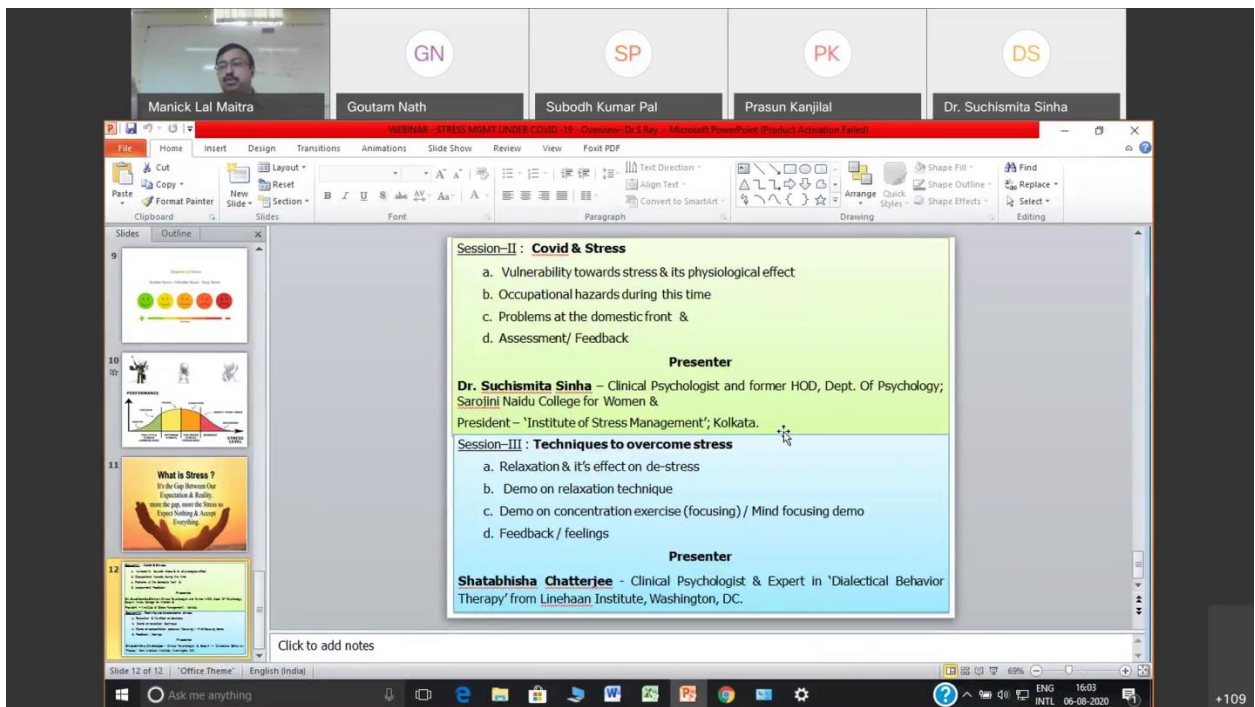 GN
SP
PK
DS
Manick Lal Maitra
Goutam Nath
Subodh Kumar Pal
Prasun Kanjilal
Dr. Suchismita Sinha
WEBINAR - STRESS MGMT UNDER COVID -19 - Overview- Dr S Ray - Microsoft PowerPoint (Product Activation Failed)
File Home Insert Design Transitions Animations Slide Show Review View Foxit PDF
Paste
Cut
Copy
Format Painter
Clipboard
New Slide
Layout
Reset
Section
Slides
Font
Text Direction
Align Text
Convert to SmartArt
Paragraph
Arrange
Quick Styles
Shape Fill
Shape Outline
Shape Effects
Drawing
Find
Replace
Select
Editing
Slides Outline
9
10
PERFORMANCE
STRESS LEVEL
11
What is Stress ?
It's the Gap Between Our
Expectation & Reality.
more the gap, more the Stress so
Expect Nothing & Accept
Everything.
12
Session–II : Covid & Stress
a. Vulnerability towards stress & its physiological effect
b. Occupational hazards during this time
c. Problems at the domestic front &
d. Assessment/ Feedback
Presenter
Dr. Suchismita Sinha – Clinical Psychologist and former HOD, Dept. Of Psychology;
Sarojini Naidu College for Women &
President – ‘Institute of Stress Management’; Kolkata.
Session–III : Techniques to overcome stress
a. Relaxation & it’s effect on de-stress
b. Demo on relaxation technique
c. Demo on concentration exercise (focusing) / Mind focusing demo
d. Feedback / feelings
Presenter
Shatabhisha Chatterjee - Clinical Psychologist & Expert in ‘Dialectical Behavior
Therapy’ from Linehaan Institute, Washington, DC.
Click to add notes
Slide 12 of 12 "Office Theme" English (India)
69%
Ask me anything
ENG
INTL
16:03
06-08-2020
+109